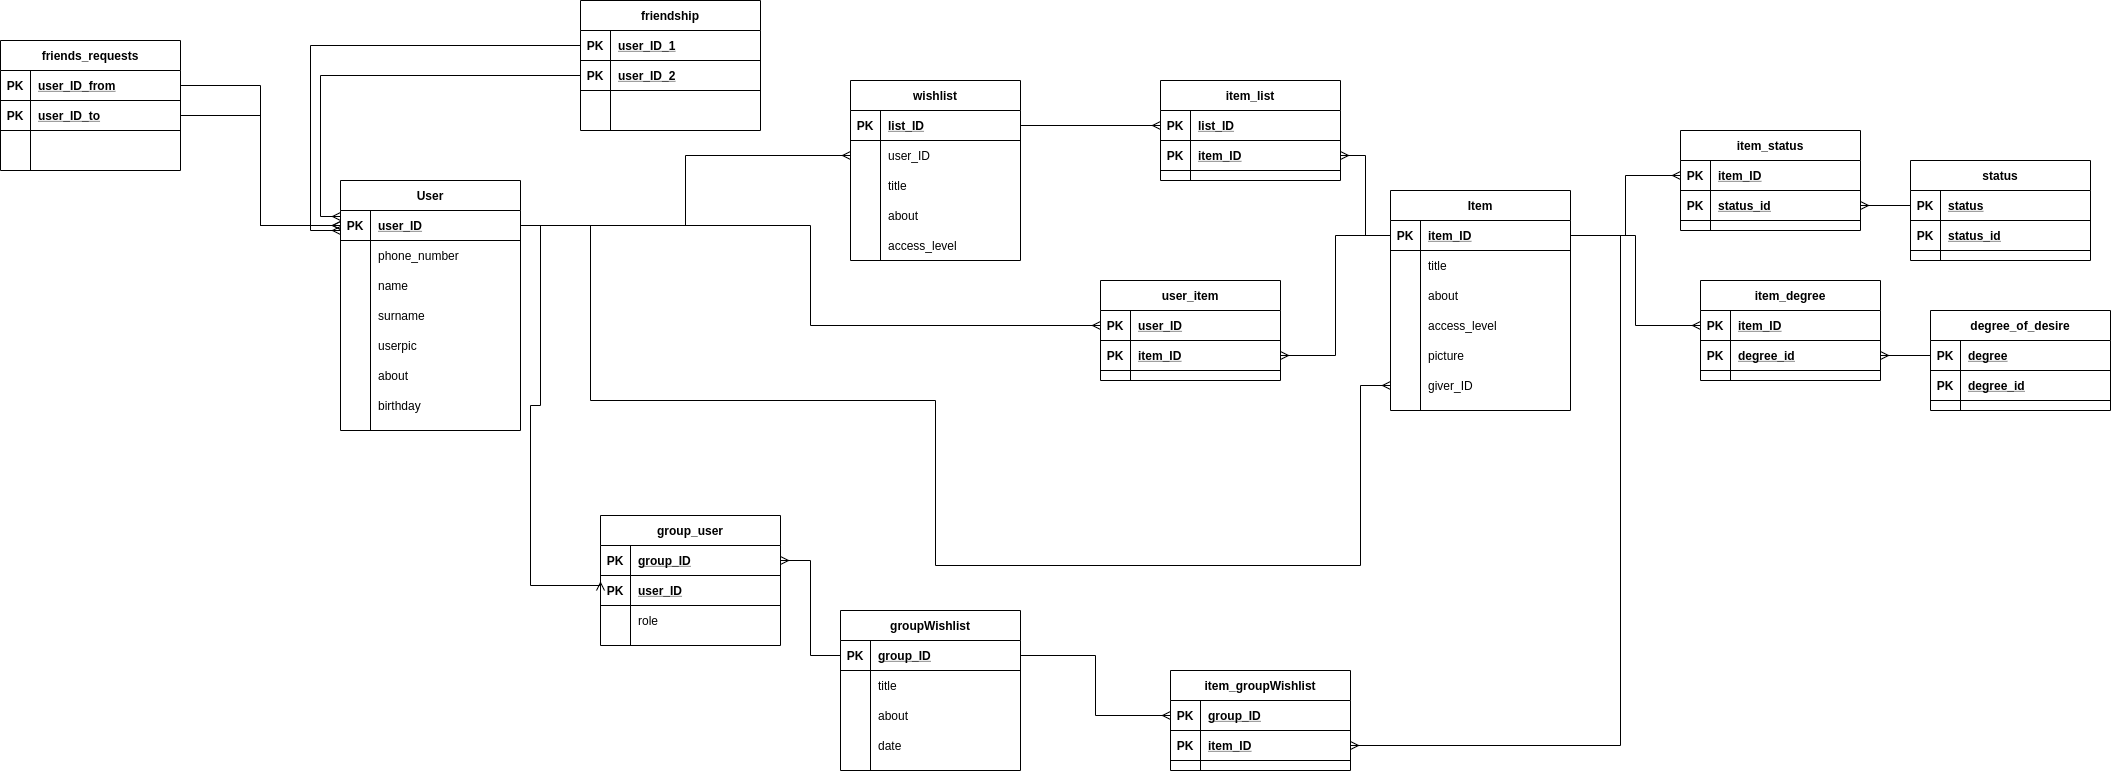 friends_requests
PK user_ID_from
PK user_ID_to
friendship
PK user_ID_1
PK user_ID_2
User
PK user_ID
phone_number
name
surname
userpic
about
birthday
wishlist
PK list_ID
user_ID
title
about
access_level
item_list
PK list_ID
PK item_ID
user_item
PK user_ID
PK item_ID
Item
PK item_ID
title
about
access_level
picture
giver_ID
item_status
PK item_ID
PK status_id
status
PK status
PK status_id
item_degree
PK item_ID
PK degree_id
degree_of_desire
PK degree
PK degree_id
group_user
PK group_ID
PK user_ID
role
groupWishlist
PK group_ID
title
about
date
item_groupWishlist
PK group_ID
PK item_ID